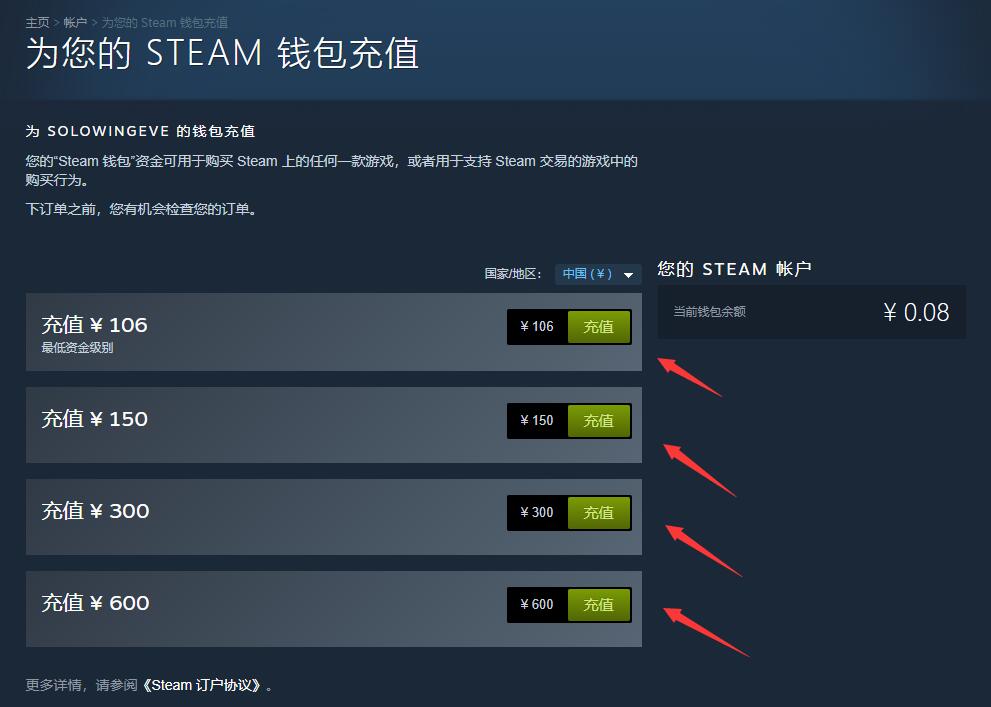 主页 > 帐户 > 为您的 Steam 钱包充值
为您的 STEAM 钱包充值
为 SOLOWINGEVE 的钱包充值
您的“Steam 钱包”资金可用于购买 Steam 上的任何一款游戏，或者用于支持 Steam 交易的游戏中的
购买行为。
下订单之前，您有机会检查您的订单。
国家/地区： 中国 (¥)
充值 ¥ 106
最低资金级别
¥ 106 充值
充值 ¥ 150
¥ 150 充值
充值 ¥ 300
¥ 300 充值
充值 ¥ 600
¥ 600 充值
更多详情，请参阅《Steam 订户协议》。
您的 STEAM 帐户
当前钱包余额 ¥ 0.08